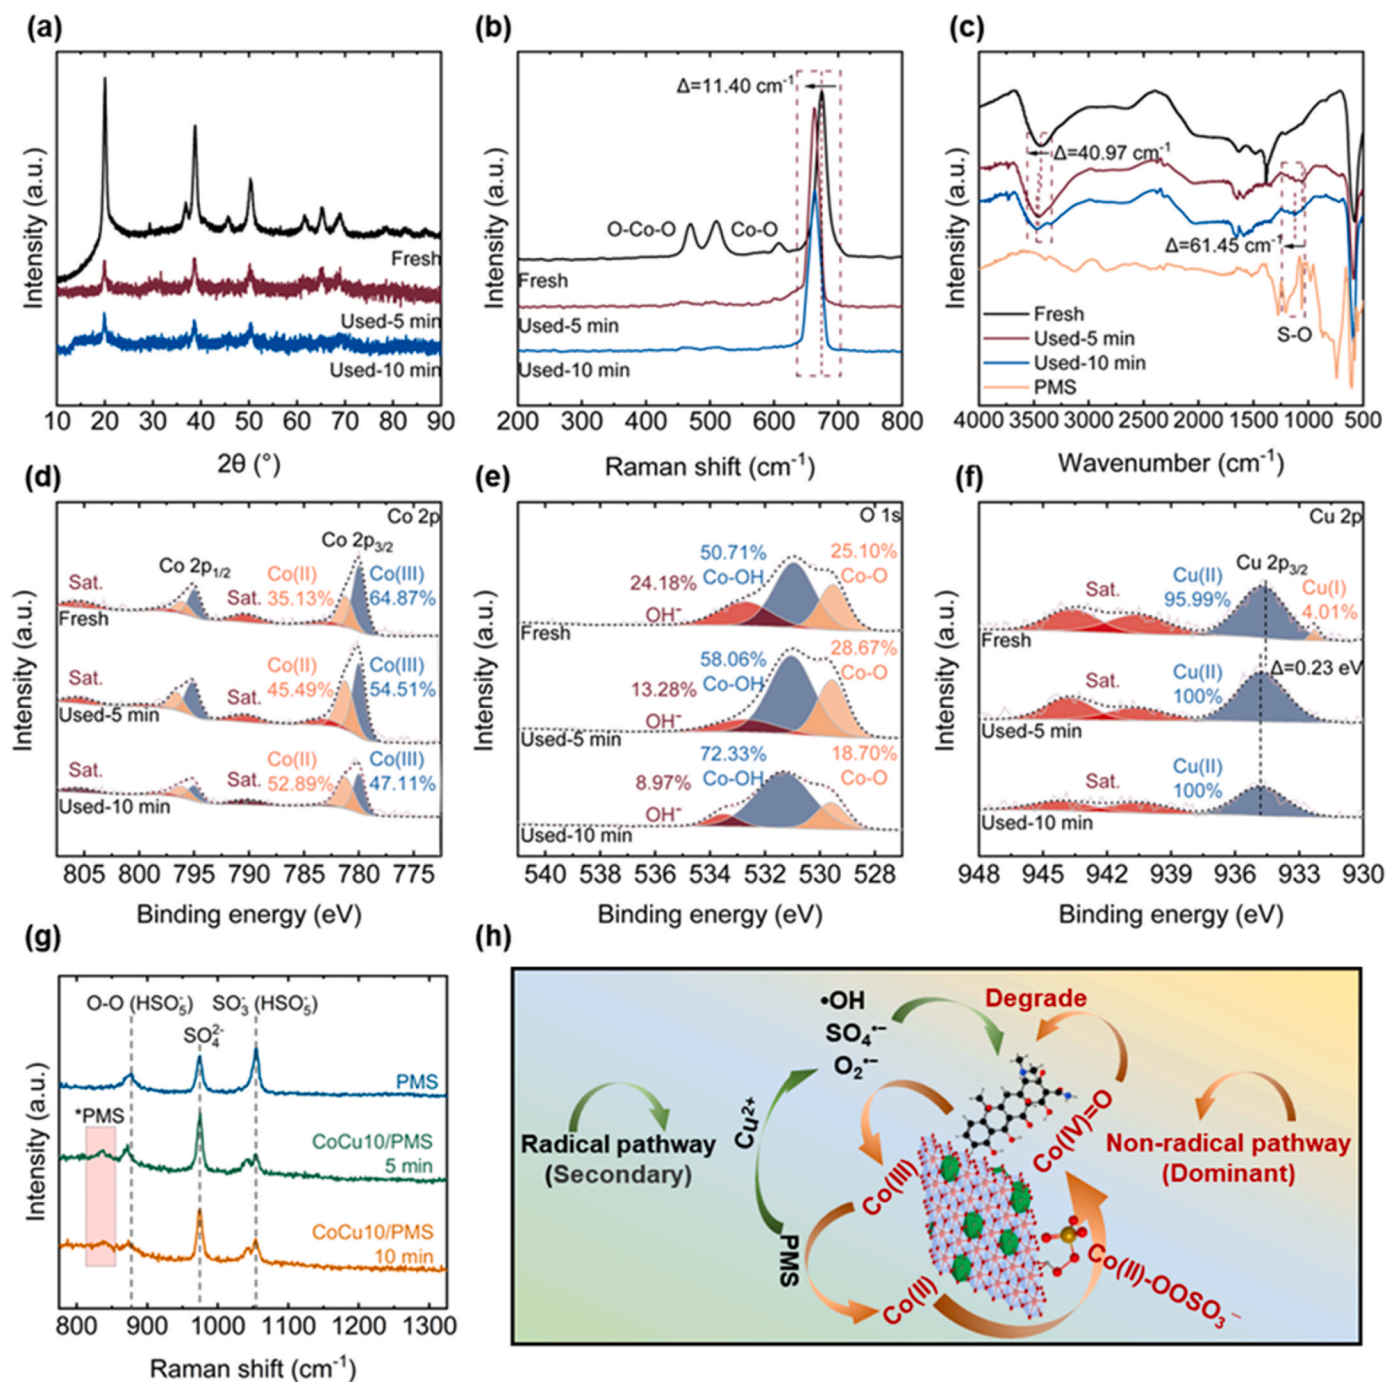 (a)
Intensity (a.u.)
Fresh
Used-5 min
Used-10 min
10 20 30 40 50 60 70 80 90
2θ (°)
(b)
Intensity (a.u.)
Δ=11.40 cm⁻¹
O-Co-O
Co-O
Fresh
Used-5 min
Used-10 min
200 300 400 500 600 700 800
Raman shift (cm⁻¹)
(c)
Intensity (a.u.)
Δ=40.97 cm⁻¹
Δ=61.45 cm⁻¹
S-O
Fresh
Used-5 min
Used-10 min
PMS
4000 3500 3000 2500 2000 1500 1000 500
Wavenumber (cm⁻¹)
(d)
Intensity (a.u.)
Co 2p
Co 2p₃/₂
Co 2p₁/₂
Sat.
Sat.
Co(II)
35.13%
Co(III)
64.87%
Fresh
Sat.
Sat.
Co(II)
45.49%
Co(III)
54.51%
Used-5 min
Sat.
Sat.
Co(II)
52.89%
Co(III)
47.11%
Used-10 min
805 800 795 790 785 780 775
Binding energy (eV)
(e)
Intensity (a.u.)
O 1s
24.18%
OH⁻
50.71%
Co-OH
25.10%
Co-O
Fresh
13.28%
OH⁻
58.06%
Co-OH
28.67%
Co-O
Used-5 min
8.97%
OH⁻
72.33%
Co-OH
18.70%
Co-O
Used-10 min
540 538 536 534 532 530 528
Binding energy (eV)
(f)
Intensity (a.u.)
Cu 2p
Cu 2p₃/₂
Sat.
Cu(II)
95.99%
Cu(I)
4.01%
Fresh
Δ=0.23 eV
Sat.
Cu(II)
100%
Used-5 min
Sat.
Cu(II)
100%
Used-10 min
948 945 942 939 936 933 930
Binding energy (eV)
(g)
Intensity (a.u.)
O-O (HSO₅⁻)
SO₃⁻ (HSO₅⁻)
SO₄²⁻
PMS
*PMS
CoCu10/PMS
5 min
CoCu10/PMS
10 min
800 900 1000 1100 1200 1300
Raman shift (cm⁻¹)
(h)
•OH
SO₄•⁻
O₂•⁻
Degrade
Cu²⁺
Radical pathway
(Secondary)
PMS
Co(III)
Co(II)
Co(IV)=O
Co(II)-OOSO₃⁻
Non-radical pathway
(Dominant)